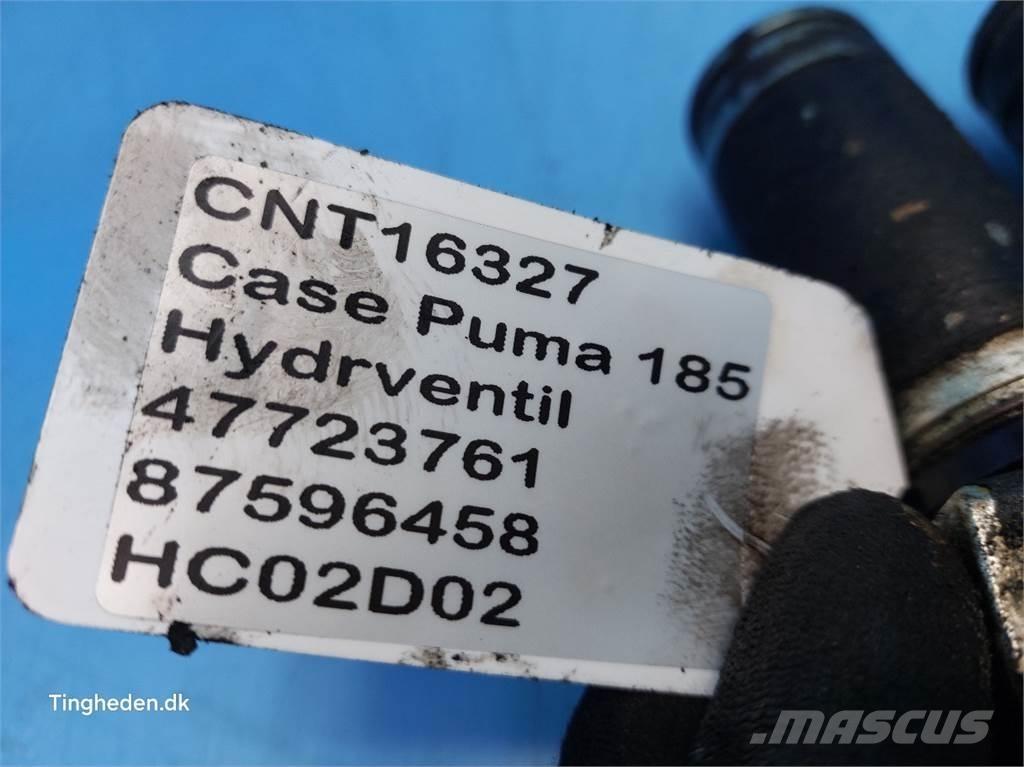 CNT16327
Case Puma 185
Hydrventil
47723761
87596458
HC02D02
Tingheden.dk
MASCUS